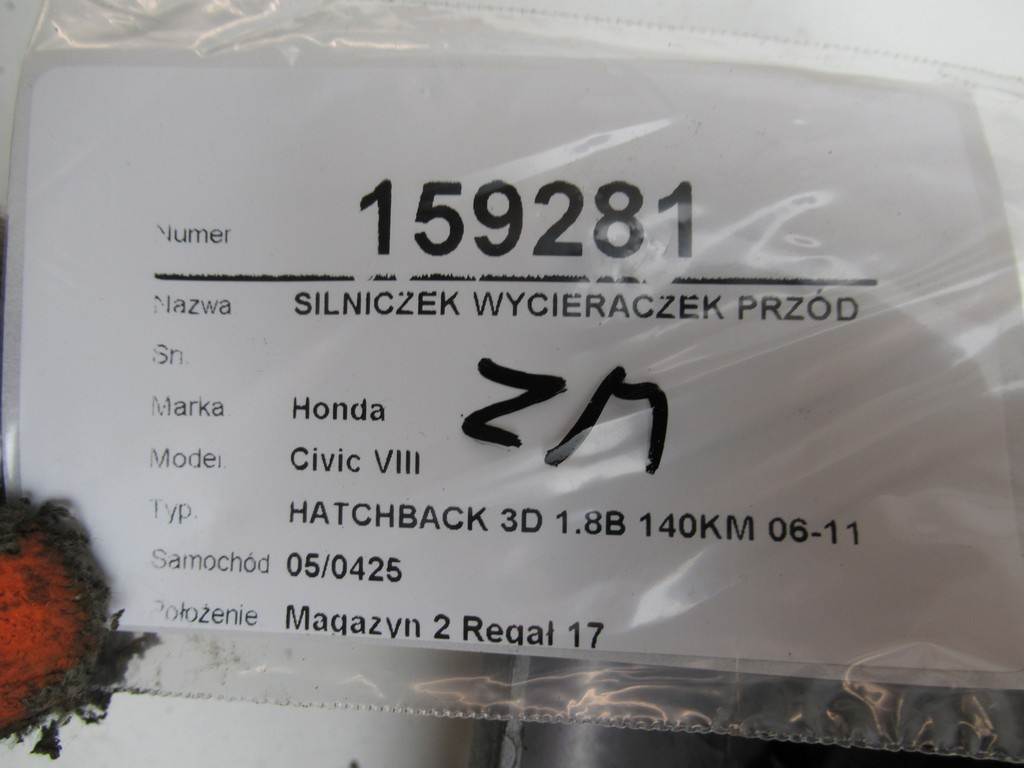 Numer 159281
Nazwa SILNICZEK WYCIERACZEK PRZÓD
Sn.
Marka Honda
Model Civic VIII
Typ. HATCHBACK 3D 1.8B 140KM 06-11
Samochód 05/0425
Położenie Magazyn 2 Regał 17